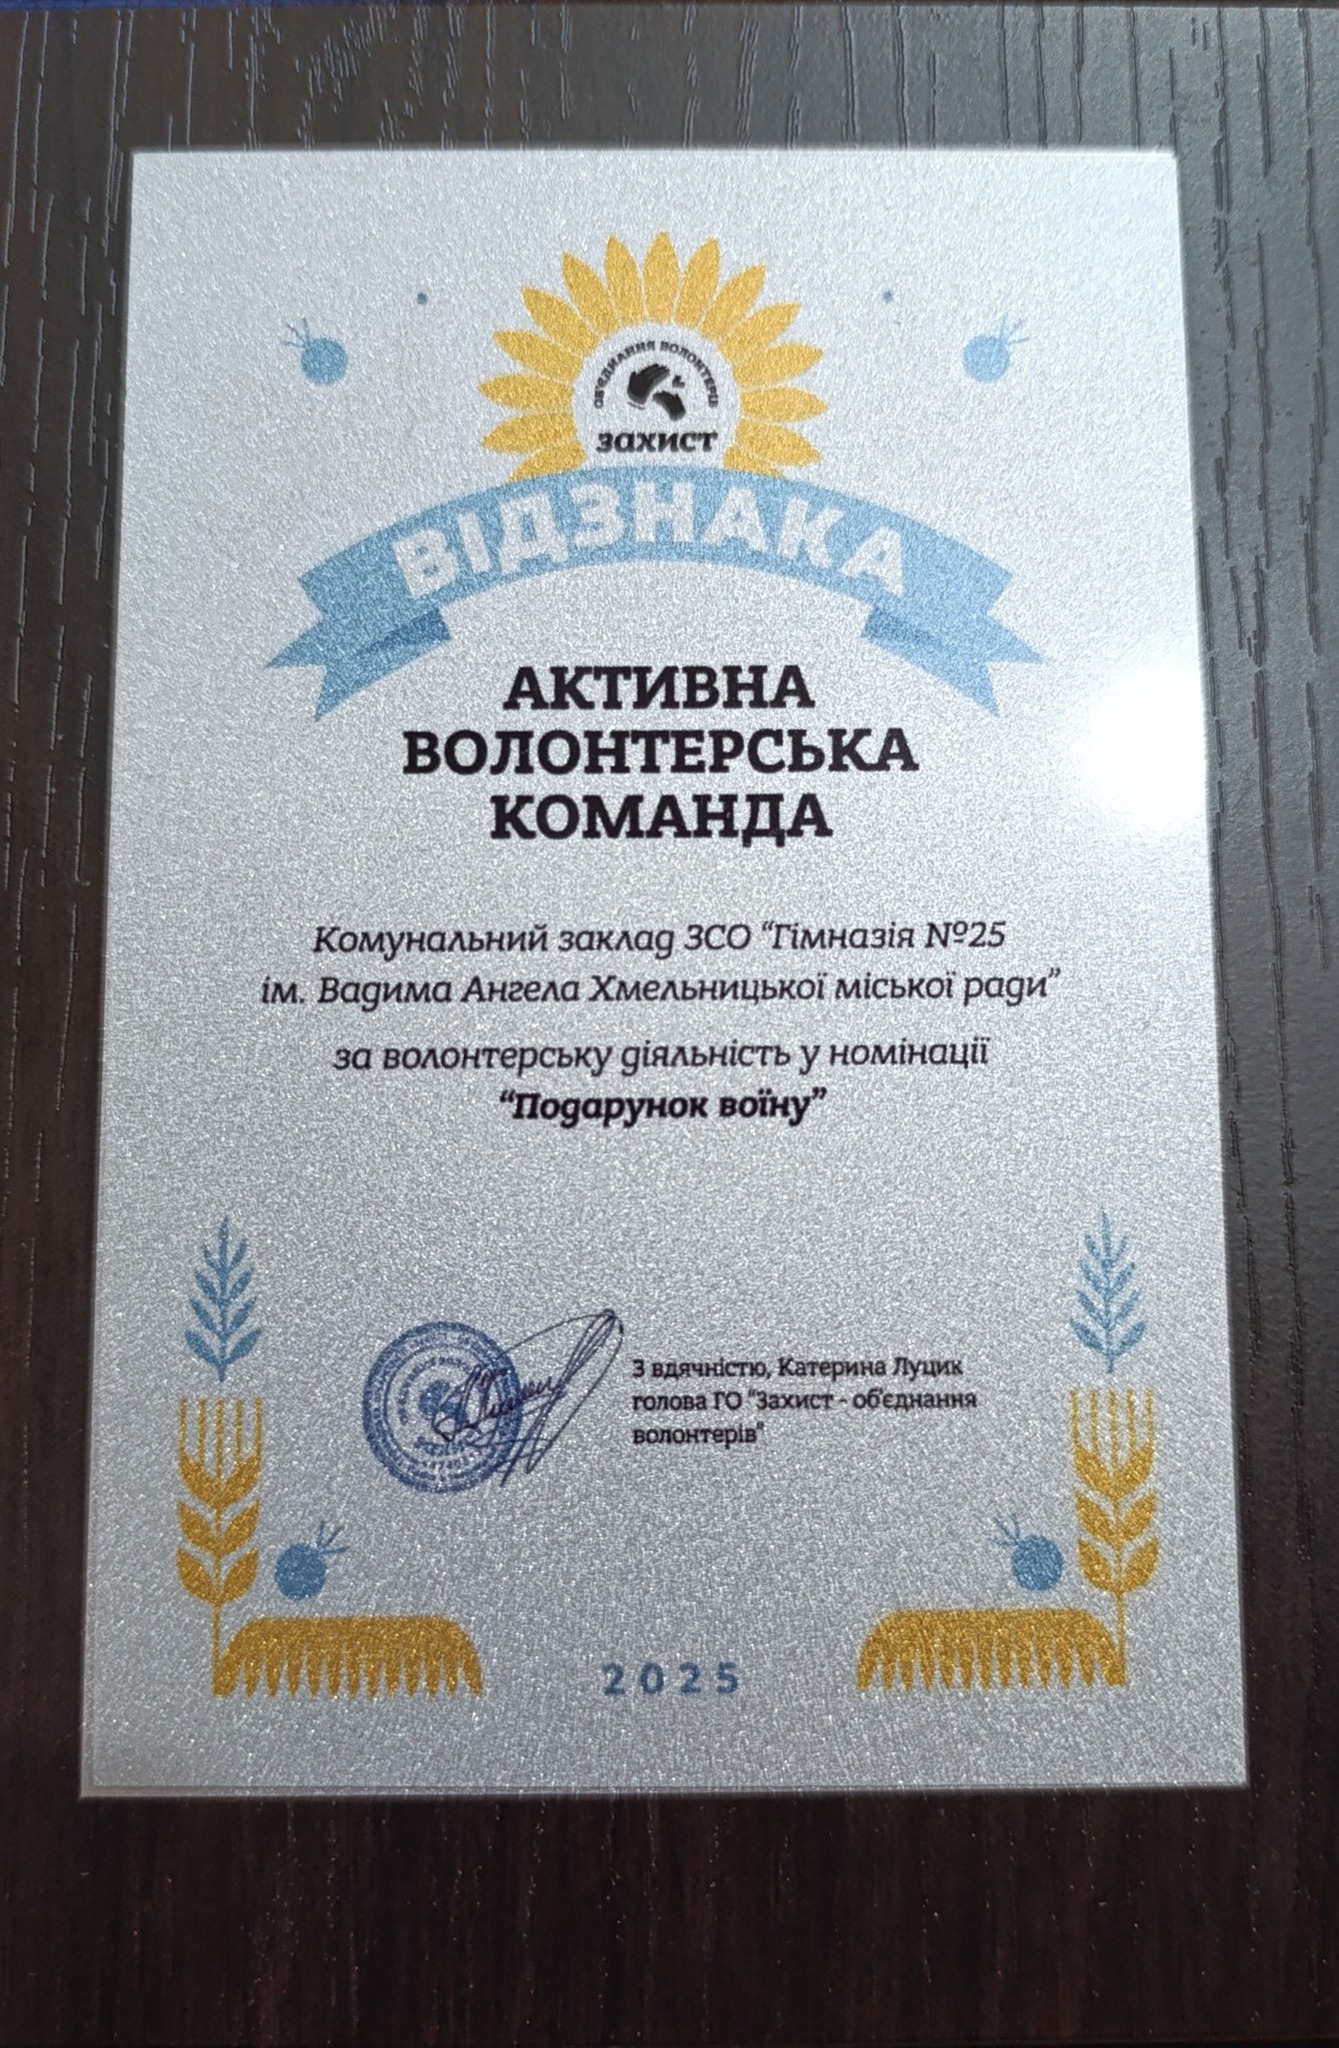 ОБ'ЄДНАННЯ ВОЛОНТЕРІВ
ЗАХИСТ
ВІДЗНАКА
АКТИВНА
ВОЛОНТЕРСЬКА
КОМАНДА
Комунальний заклад ЗСО “Гімназія №25
ім. Вадима Ангела Хмельницької міської ради”
за волонтерську діяльність у номінації
“Подарунок воїну”
З вдячністю, Катерина Луцик
голова ГО "Захист - об'єднання
волонтерів"
2025